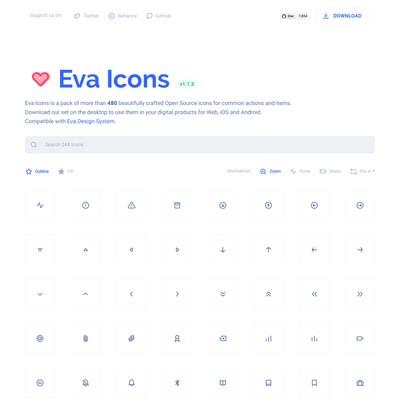 Support us on:
Twitter
Behance
GitHub
Star
7,654
DOWNLOAD
Eva Icons
v1.1.3
Eva Icons is a pack of more than 480 beautifully crafted Open Source icons for common actions and items.
Download our set on the desktop to use them in your digital products for Web, iOS and Android.
Compatible with Eva Design System.
Search 244 icons
Outline
Fill
Animation:
Zoom
Pulse
Shake
Flip